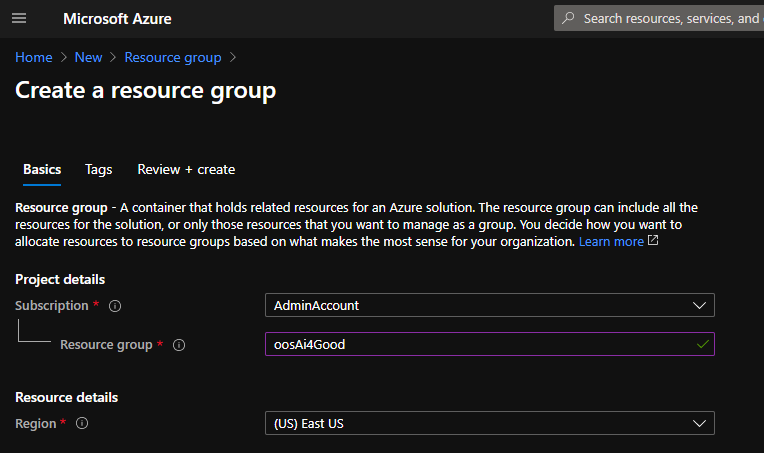 Microsoft Azure
Search resources, services, and
Home > New > Resource group >
Create a resource group
Basics Tags Review + create
Resource group - A container that holds related resources for an Azure solution. The resource group can include all the
resources for the solution, or only those resources that you want to manage as a group. You decide how you want to
allocate resources to resource groups based on what makes the most sense for your organization. Learn more
Project details
Subscription * AdminAccount
Resource group * oosAi4Good
Resource details
Region * (US) East US